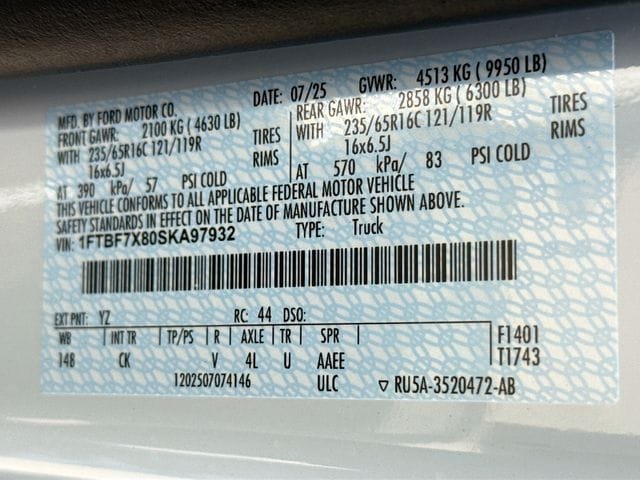 MFD. BY FORD MOTOR CO.
DATE: 07/25 GVWR: 4513 KG ( 9950 LB)
FRONT GAWR: 2100 KG ( 4630 LB)
REAR GAWR: 2858 KG ( 6300 LB)
WITH 235/65R16C 121/119R TIRES
WITH 235/65R16C 121/119R TIRES
16x6.5J RIMS
16x6.5J RIMS
AT 390 kPa/ 57 PSI COLD
AT 570 kPa/ 83 PSI COLD
THIS VEHICLE CONFORMS TO ALL APPLICABLE FEDERAL MOTOR VEHICLE
SAFETY STANDARDS IN EFFECT ON THE DATE OF MANUFACTURE SHOWN ABOVE.
VIN: 1FTBF7X80SKA97932 TYPE: Truck
EXT PNT: YZ RC: 44 DSO:
WB INT TR TP/PS R AXLE TR SPR
148 CK V 4L U AAEE
F1401
T1743
1202507074146 ULC ▽ RU5A-3520472-AB